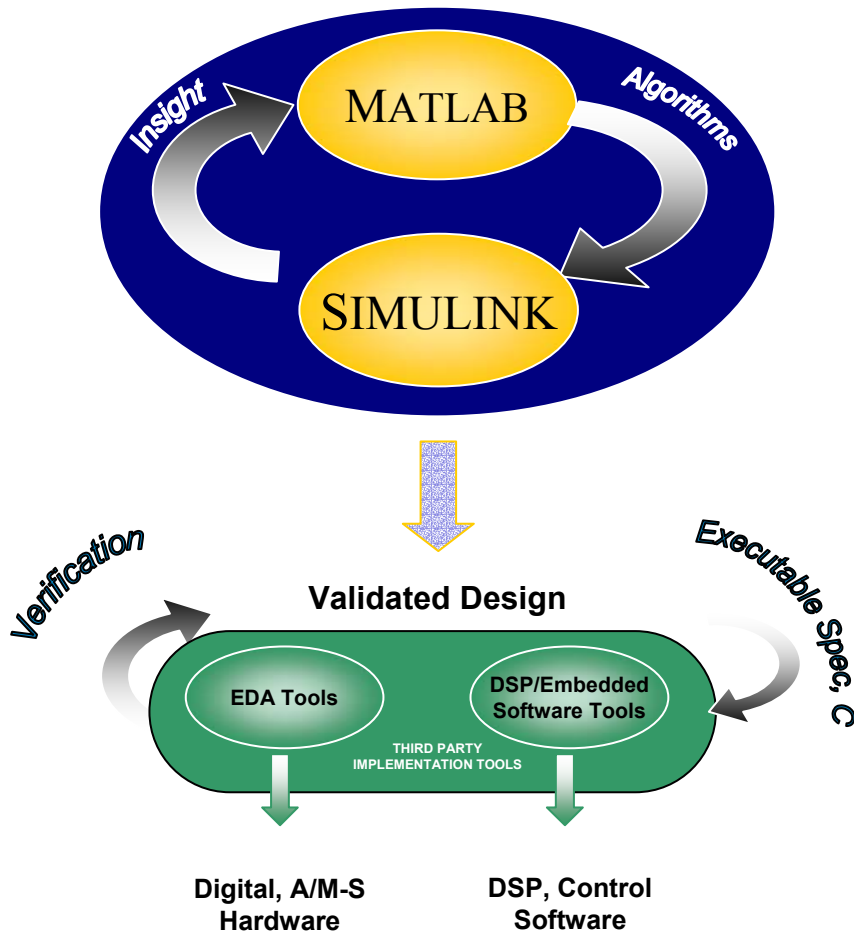 Insight
MATLAB
Algorithms
SIMULINK
Verification
Executable Spec, C
Validated Design
EDA Tools
DSP/Embedded
Software Tools
THIRD PARTY
IMPLEMENTATION TOOLS
Digital, A/M-S
Hardware
DSP, Control
Software